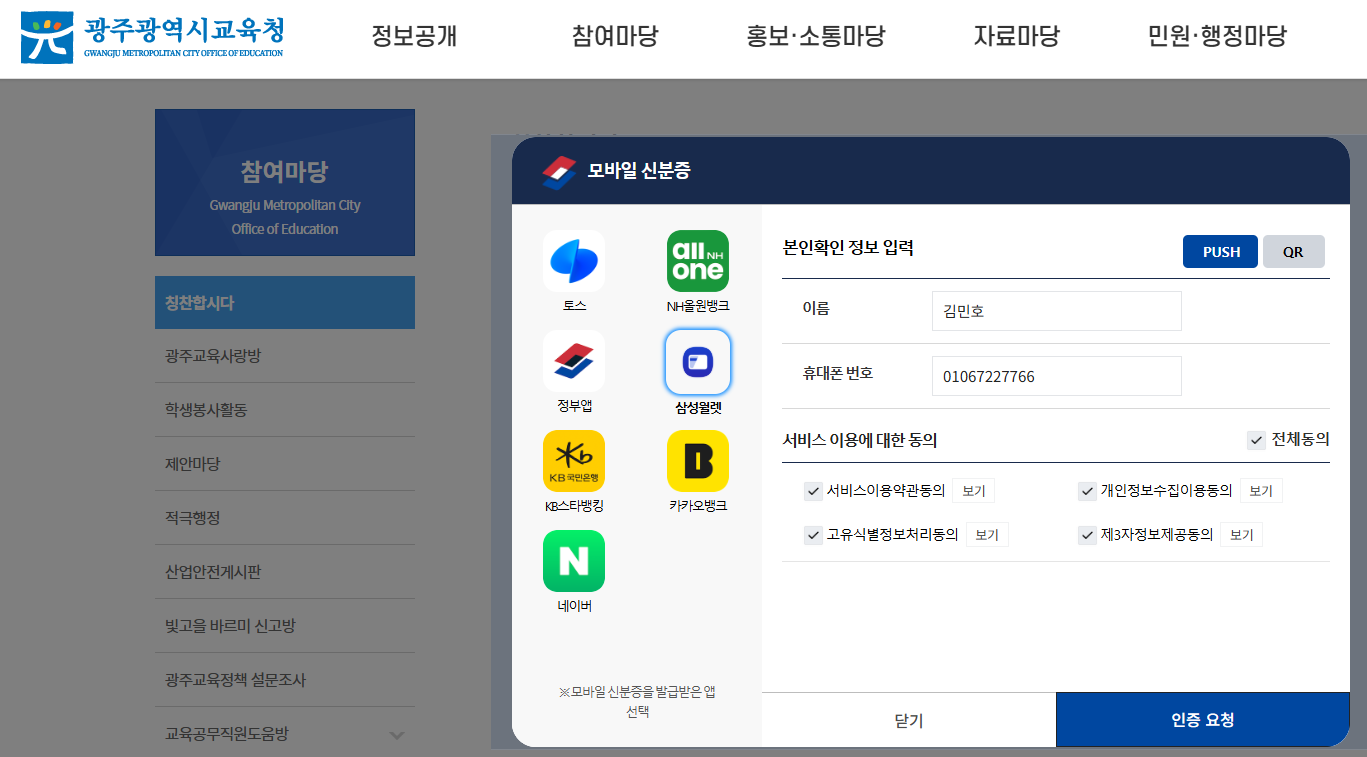 광주광역시교육청
GWANGJU METROPOLITAN CITY OFFICE OF EDUCATION
정보공개
참여마당
홍보·소통마당
자료마당
민원·행정마당
참여마당
Gwangju Metropolitan City
Office of Education
칭찬합시다
광주교육사랑방
학생봉사활동
제안마당
적극행정
산업안전게시판
빛고을 바르미 신고방
광주교육정책 설문조사
교육공무직원도움방
모바일 신분증
토스
all NH
one
NH올원뱅크
정부앱
삼성월렛
Kb
KB 국민은행
KB스타뱅킹
B
카카오뱅크
N
네이버
※모바일 신분증을 발급받은 앱
선택
본인확인 정보 입력
PUSH
QR
이름
김민호
휴대폰 번호
01067227766
서비스 이용에 대한 동의
전체동의
서비스이용약관동의 보기
개인정보수집이용동의 보기
고유식별정보처리동의 보기
제3자정보제공동의 보기
닫기
인증 요청